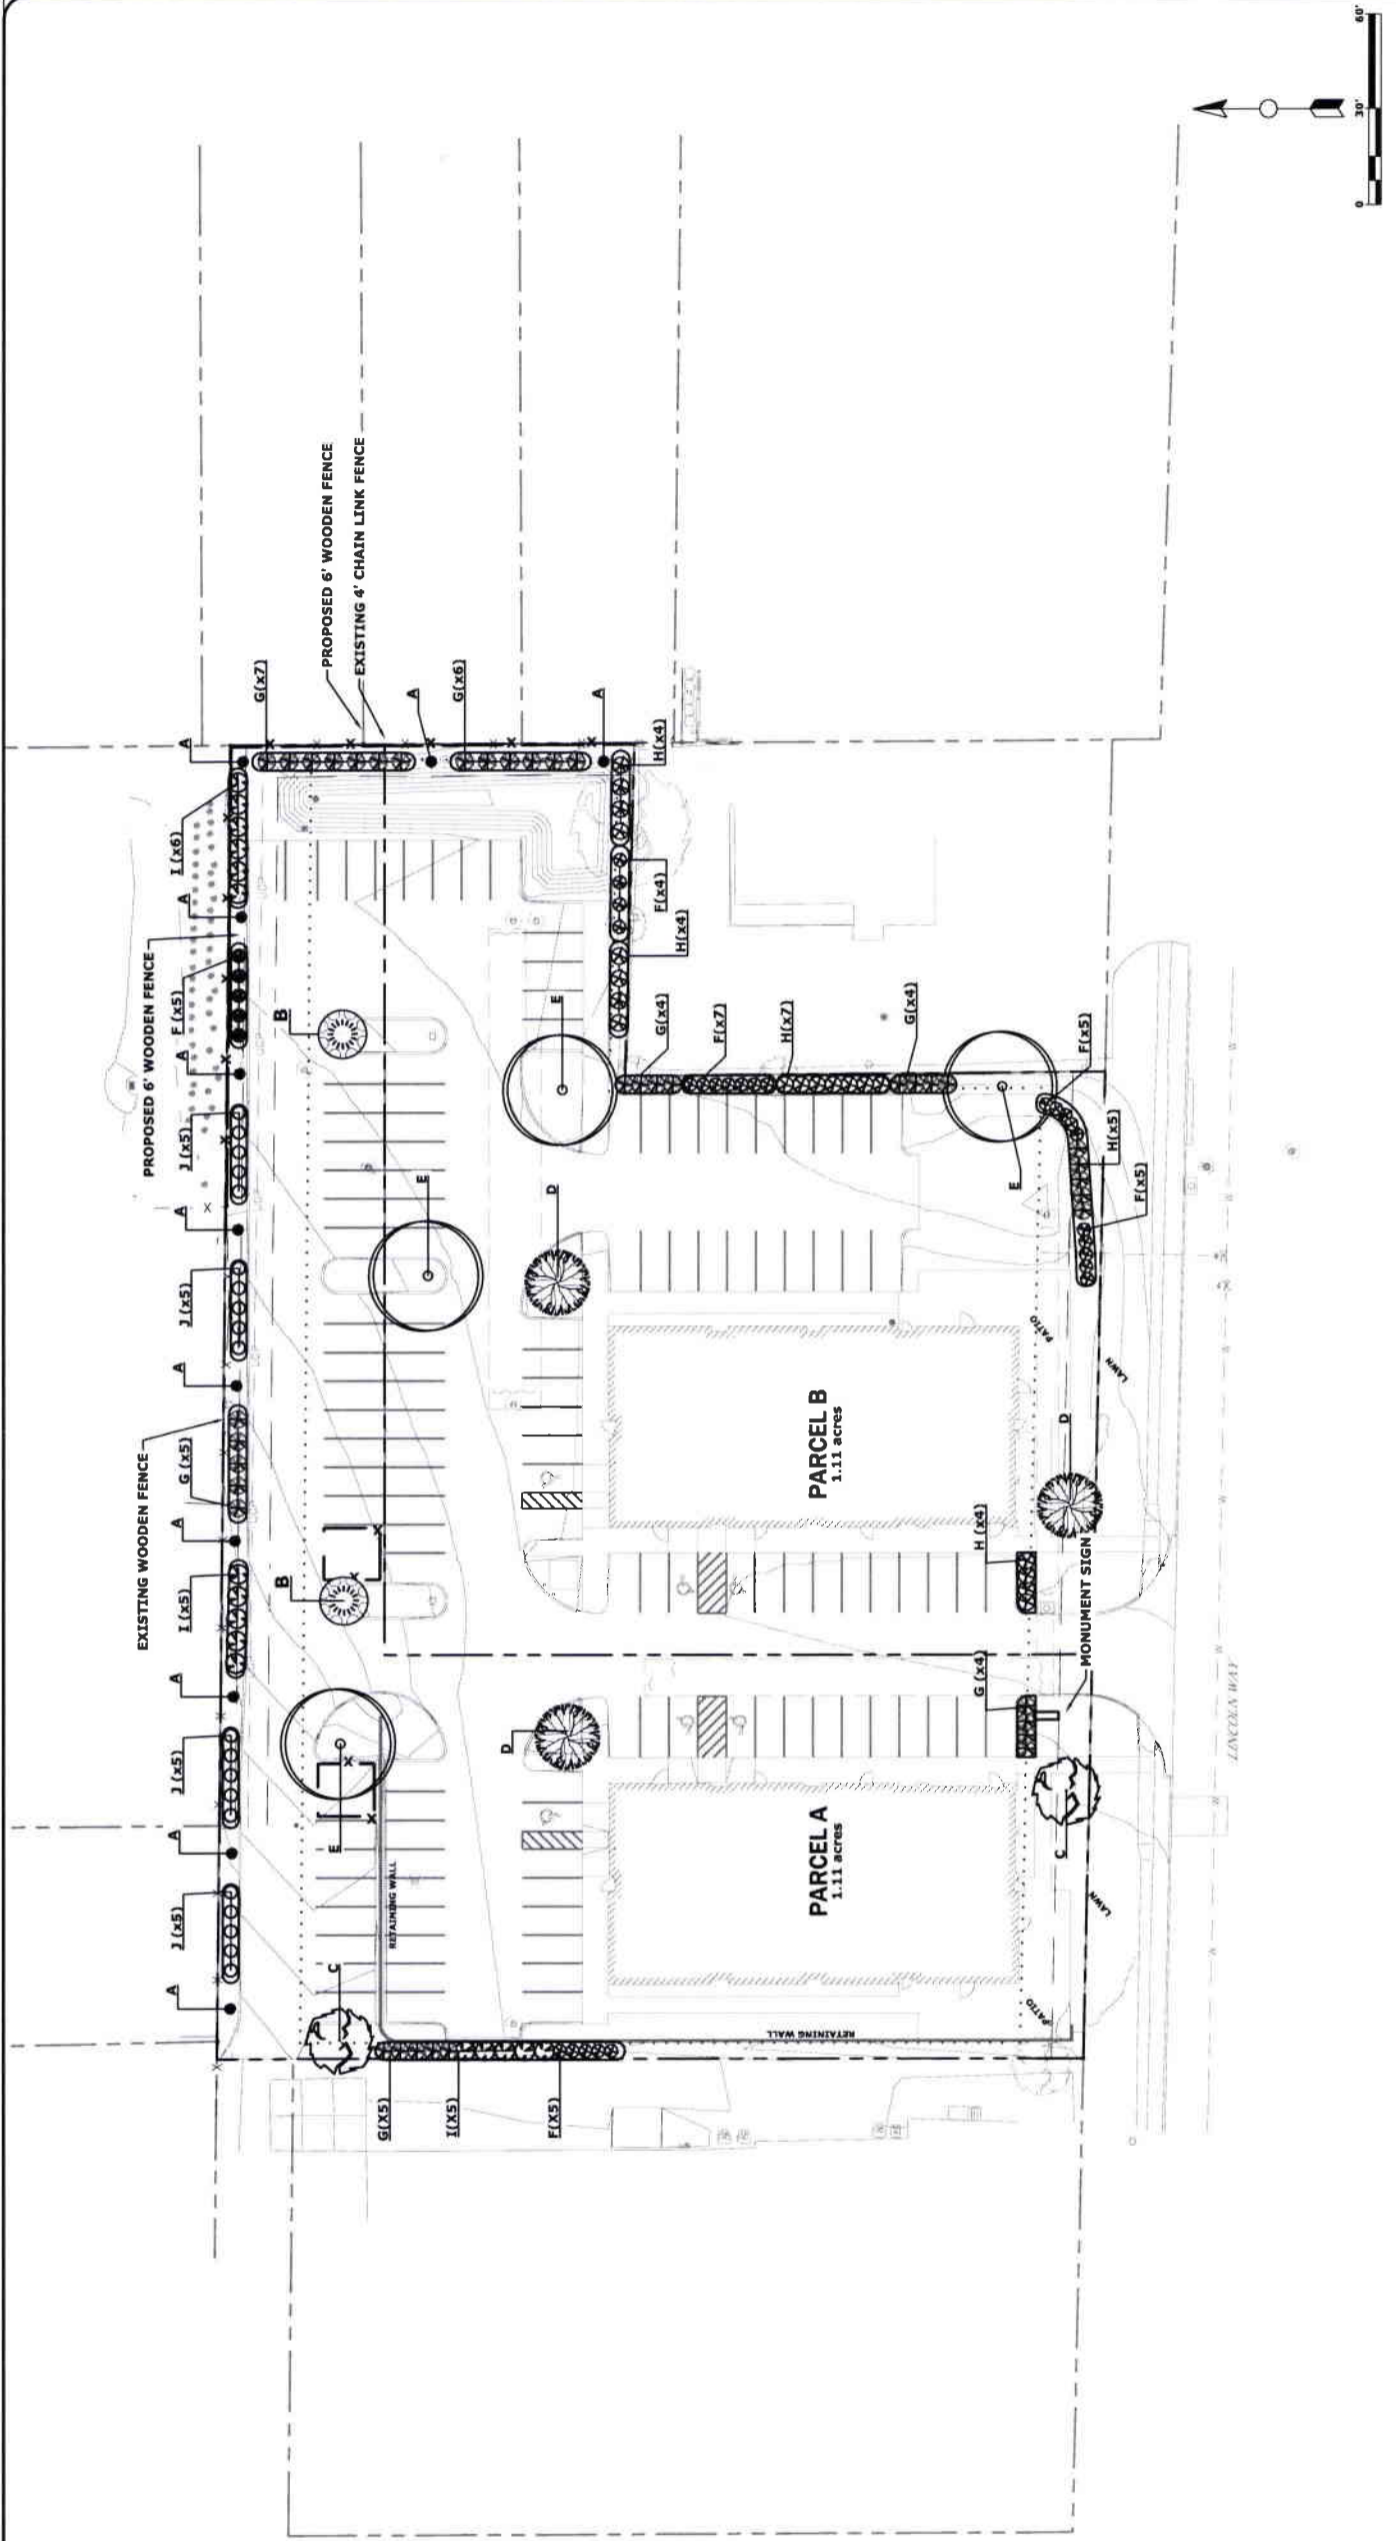 60'
30'
0
PROPOSED 6' WOODEN FENCE
EXISTING 4' CHAIN LINK FENCE
G(x7)
A
G(x6)
A
A
H(x4)
I (x6)
A
F(x4)
H(x4)
PROPOSED 6' WOODEN FENCE
F (x5)
A
B
E
G(x4)
F(x7)
H(x7)
G(x4)
F(x5)
J (x5)
A
E
D
E
H(x5)
F(x5)
J (x5)
A
PATIO
LAWN
EXISTING WOODEN FENCE
G (x5)
A
PARCEL B
1.11 acres
D
I (x5)
B
H (x4)
MONUMENT SIGN
A
G (x4)
LINCOLN WAY
J (x5)
D
A
E
RETAINING WALL
PARCEL A
1.11 acres
C
LAWN
J (x5)
A
C
PATIO
RETAINING WALL
G(X5)
I(X5)
F(X5)